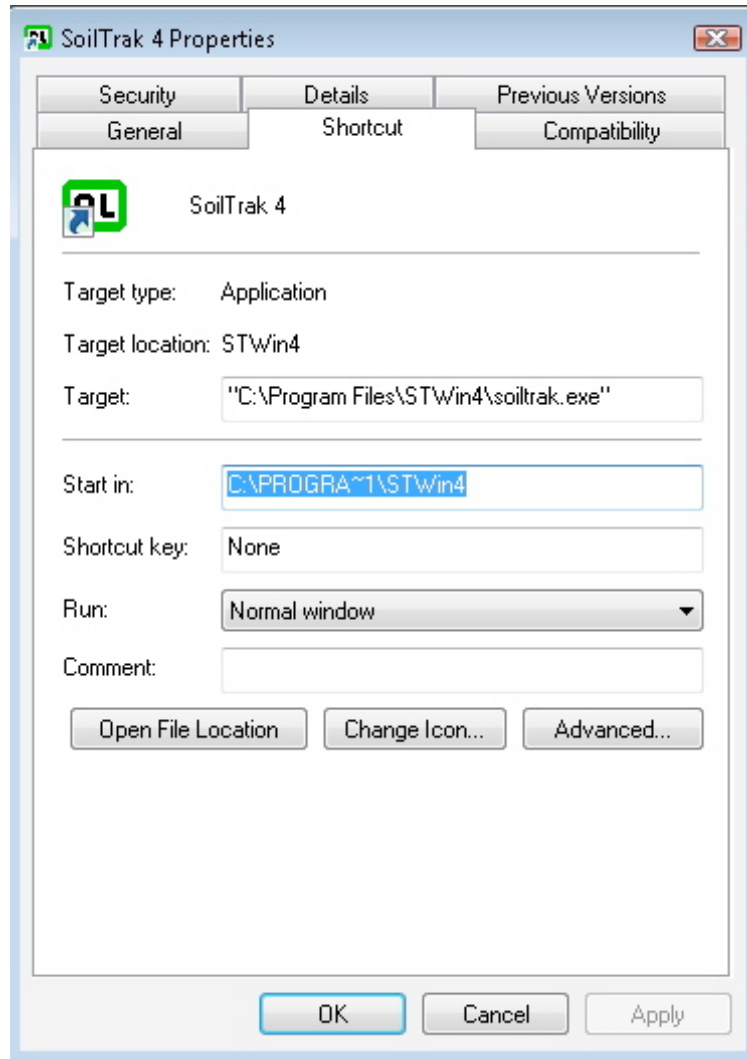 SoilTrak 4 Properties
Security Details Previous Versions
General Shortcut Compatibility
SoilTrak 4
Target type: Application
Target location: STWin4
Target: "C:\Program Files\STWin4\soiltrak.exe"
Start in: C:\PROGRA~1\STWin4
Shortcut key: None
Run: Normal window
Comment:
Open File Location Change Icon... Advanced...
OK Cancel Apply